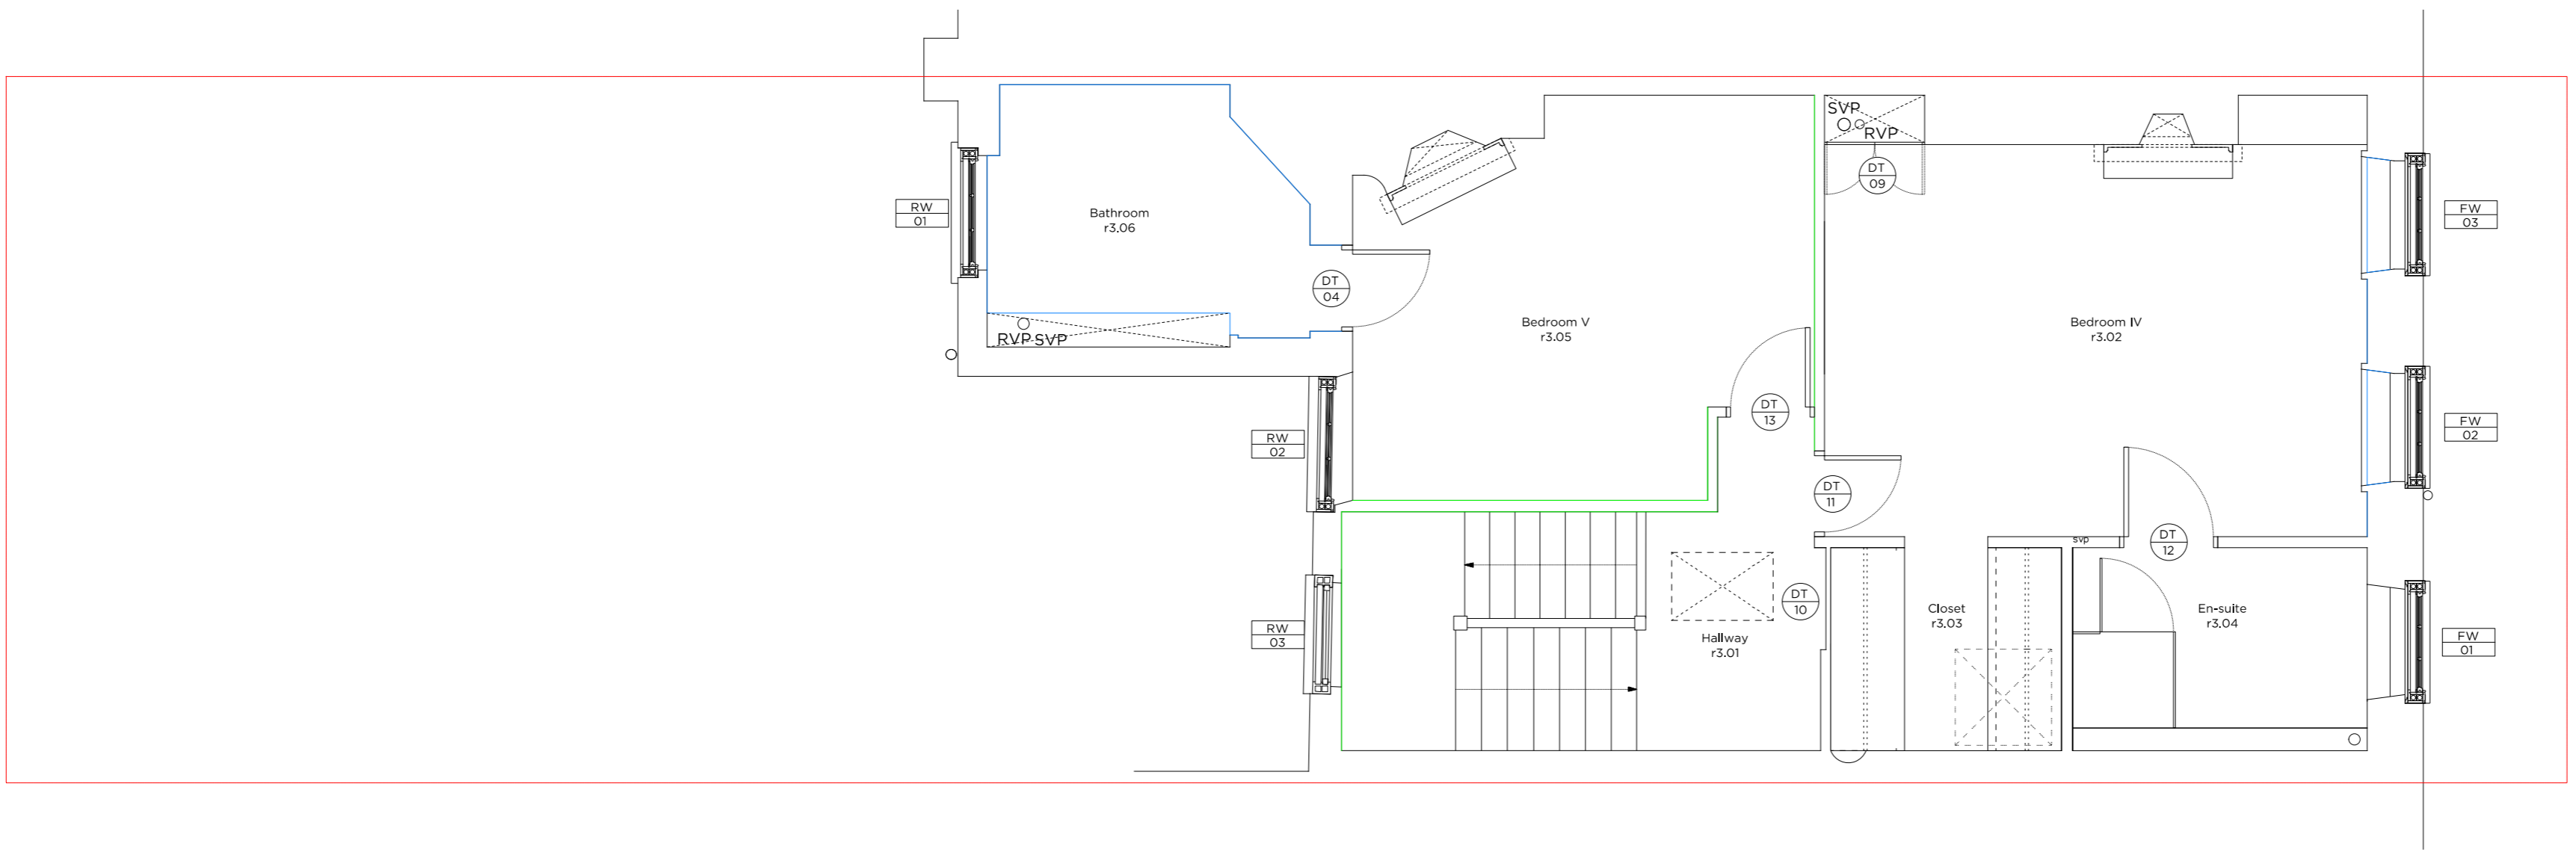 SVP
RVP
DT
09
RW
01
Bathroom
r3.06
FW
03
DT
04
Bedroom V
r3.05
Bedroom IV
r3.02
RVP SVP
DT
13
RW
02
FW
02
DT
11
svp
DT
12
DT
10
Closet
r3.03
En-suite
r3.04
RW
03
Hallway
r3.01
FW
01